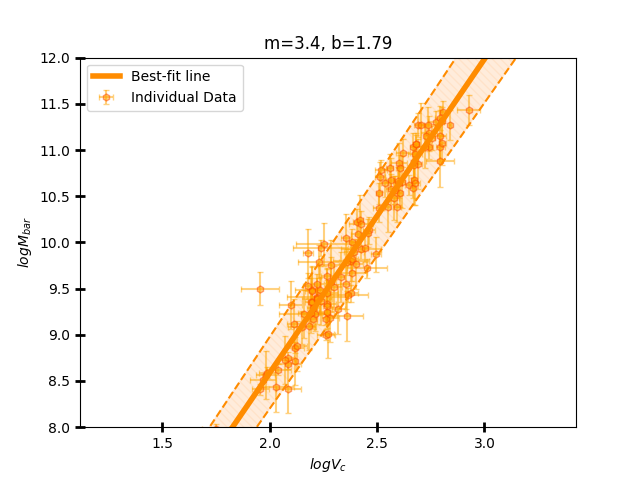 m=3.4, b=1.79
Best-fit line
Individual Data
12.0
11.5
11.0
10.5
10.0
9.5
9.0
8.5
8.0
logM_bar
1.5 2.0 2.5 3.0
logV_c